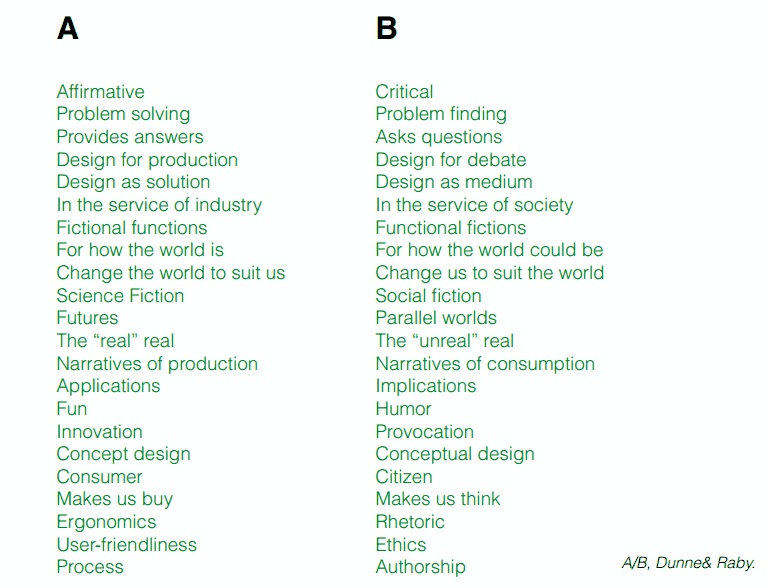 A B
Affirmative Critical
Problem solving Problem finding
Provides answers Asks questions
Design for production Design for debate
Design as solution Design as medium
In the service of industry In the service of society
Fictional functions Functional fictions
For how the world is For how the world could be
Change the world to suit us Change us to suit the world
Science Fiction Social fiction
Futures Parallel worlds
The “real” real The “unreal” real
Narratives of production Narratives of consumption
Applications Implications
Fun Humor
Innovation Provocation
Concept design Conceptual design
Consumer Citizen
Makes us buy Makes us think
Ergonomics Rhetoric
User-friendliness Ethics
Process Authorship
A/B, Dunne& Raby.